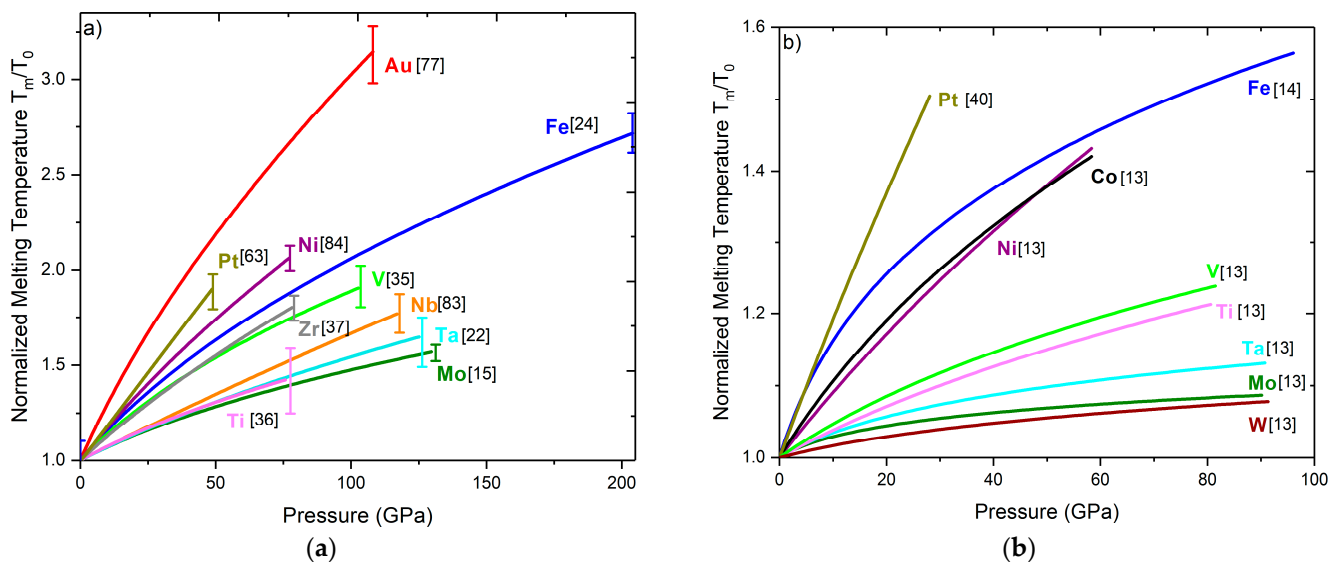 a)
Normalized Melting Temperature Tm/T0
3.0
2.5
2.0
1.5
1.0
Au[77]
Fe[24]
Ni[84]
Pt[63]
V[35]
Nb[83]
Zr[37]
Ta[22]
Mo[15]
Ti[36]
0
50
100
150
200
Pressure (GPa)
(a)
b)
Normalized Melting Temperature Tm/T0
1.6
1.4
1.2
1.0
Pt [40]
Fe[14]
Co[13]
Ni[13]
V[13]
Ti[13]
Ta[13]
Mo[13]
W[13]
0
20
40
60
80
100
Pressure (GPa)
(b)